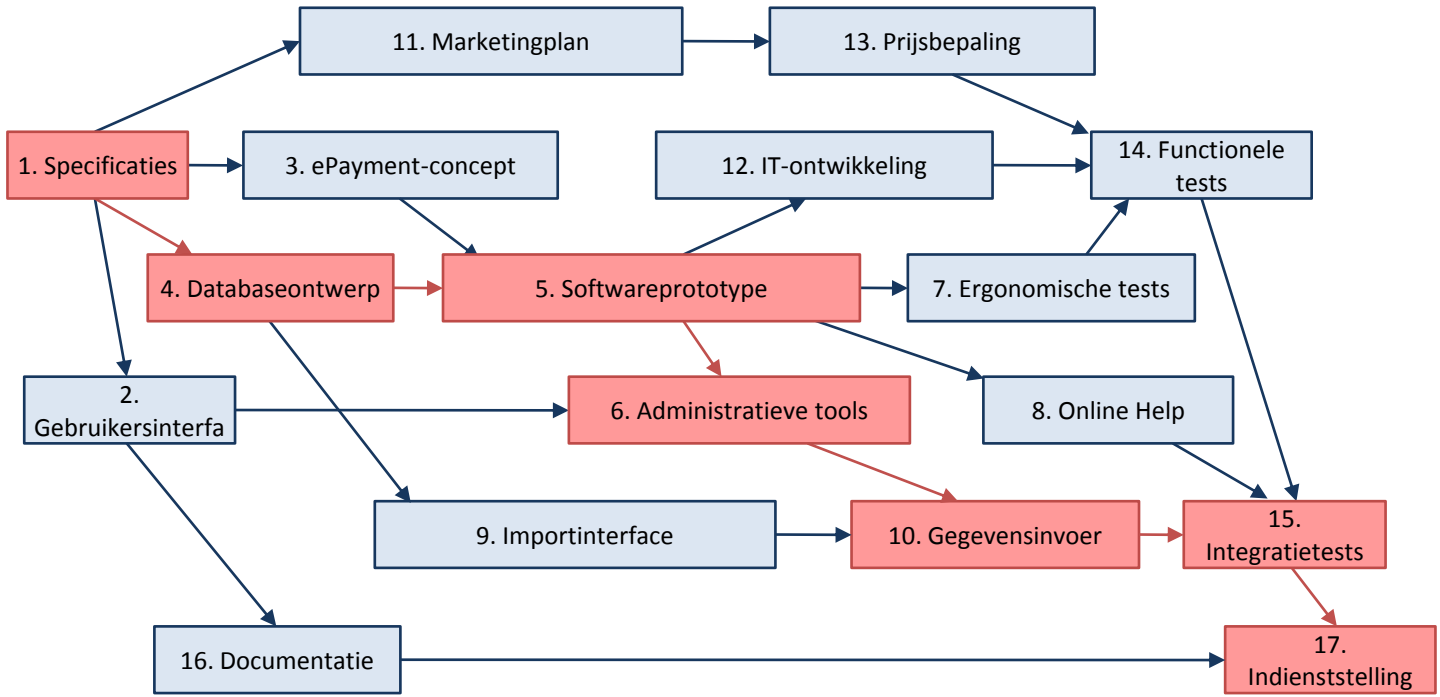 11. Marketingplan
13. Prijsbepaling
1. Specificaties
3. ePayment-concept
12. IT-ontwikkeling
14. Functionele
tests
4. Databaseontwerp
5. Softwareprototype
7. Ergonomische tests
2.
Gebruikersinterfa
6. Administratieve tools
8. Online Help
9. Importinterface
10. Gegevensinvoer
15.
Integratietests
16. Documentatie
17.
Indienststelling